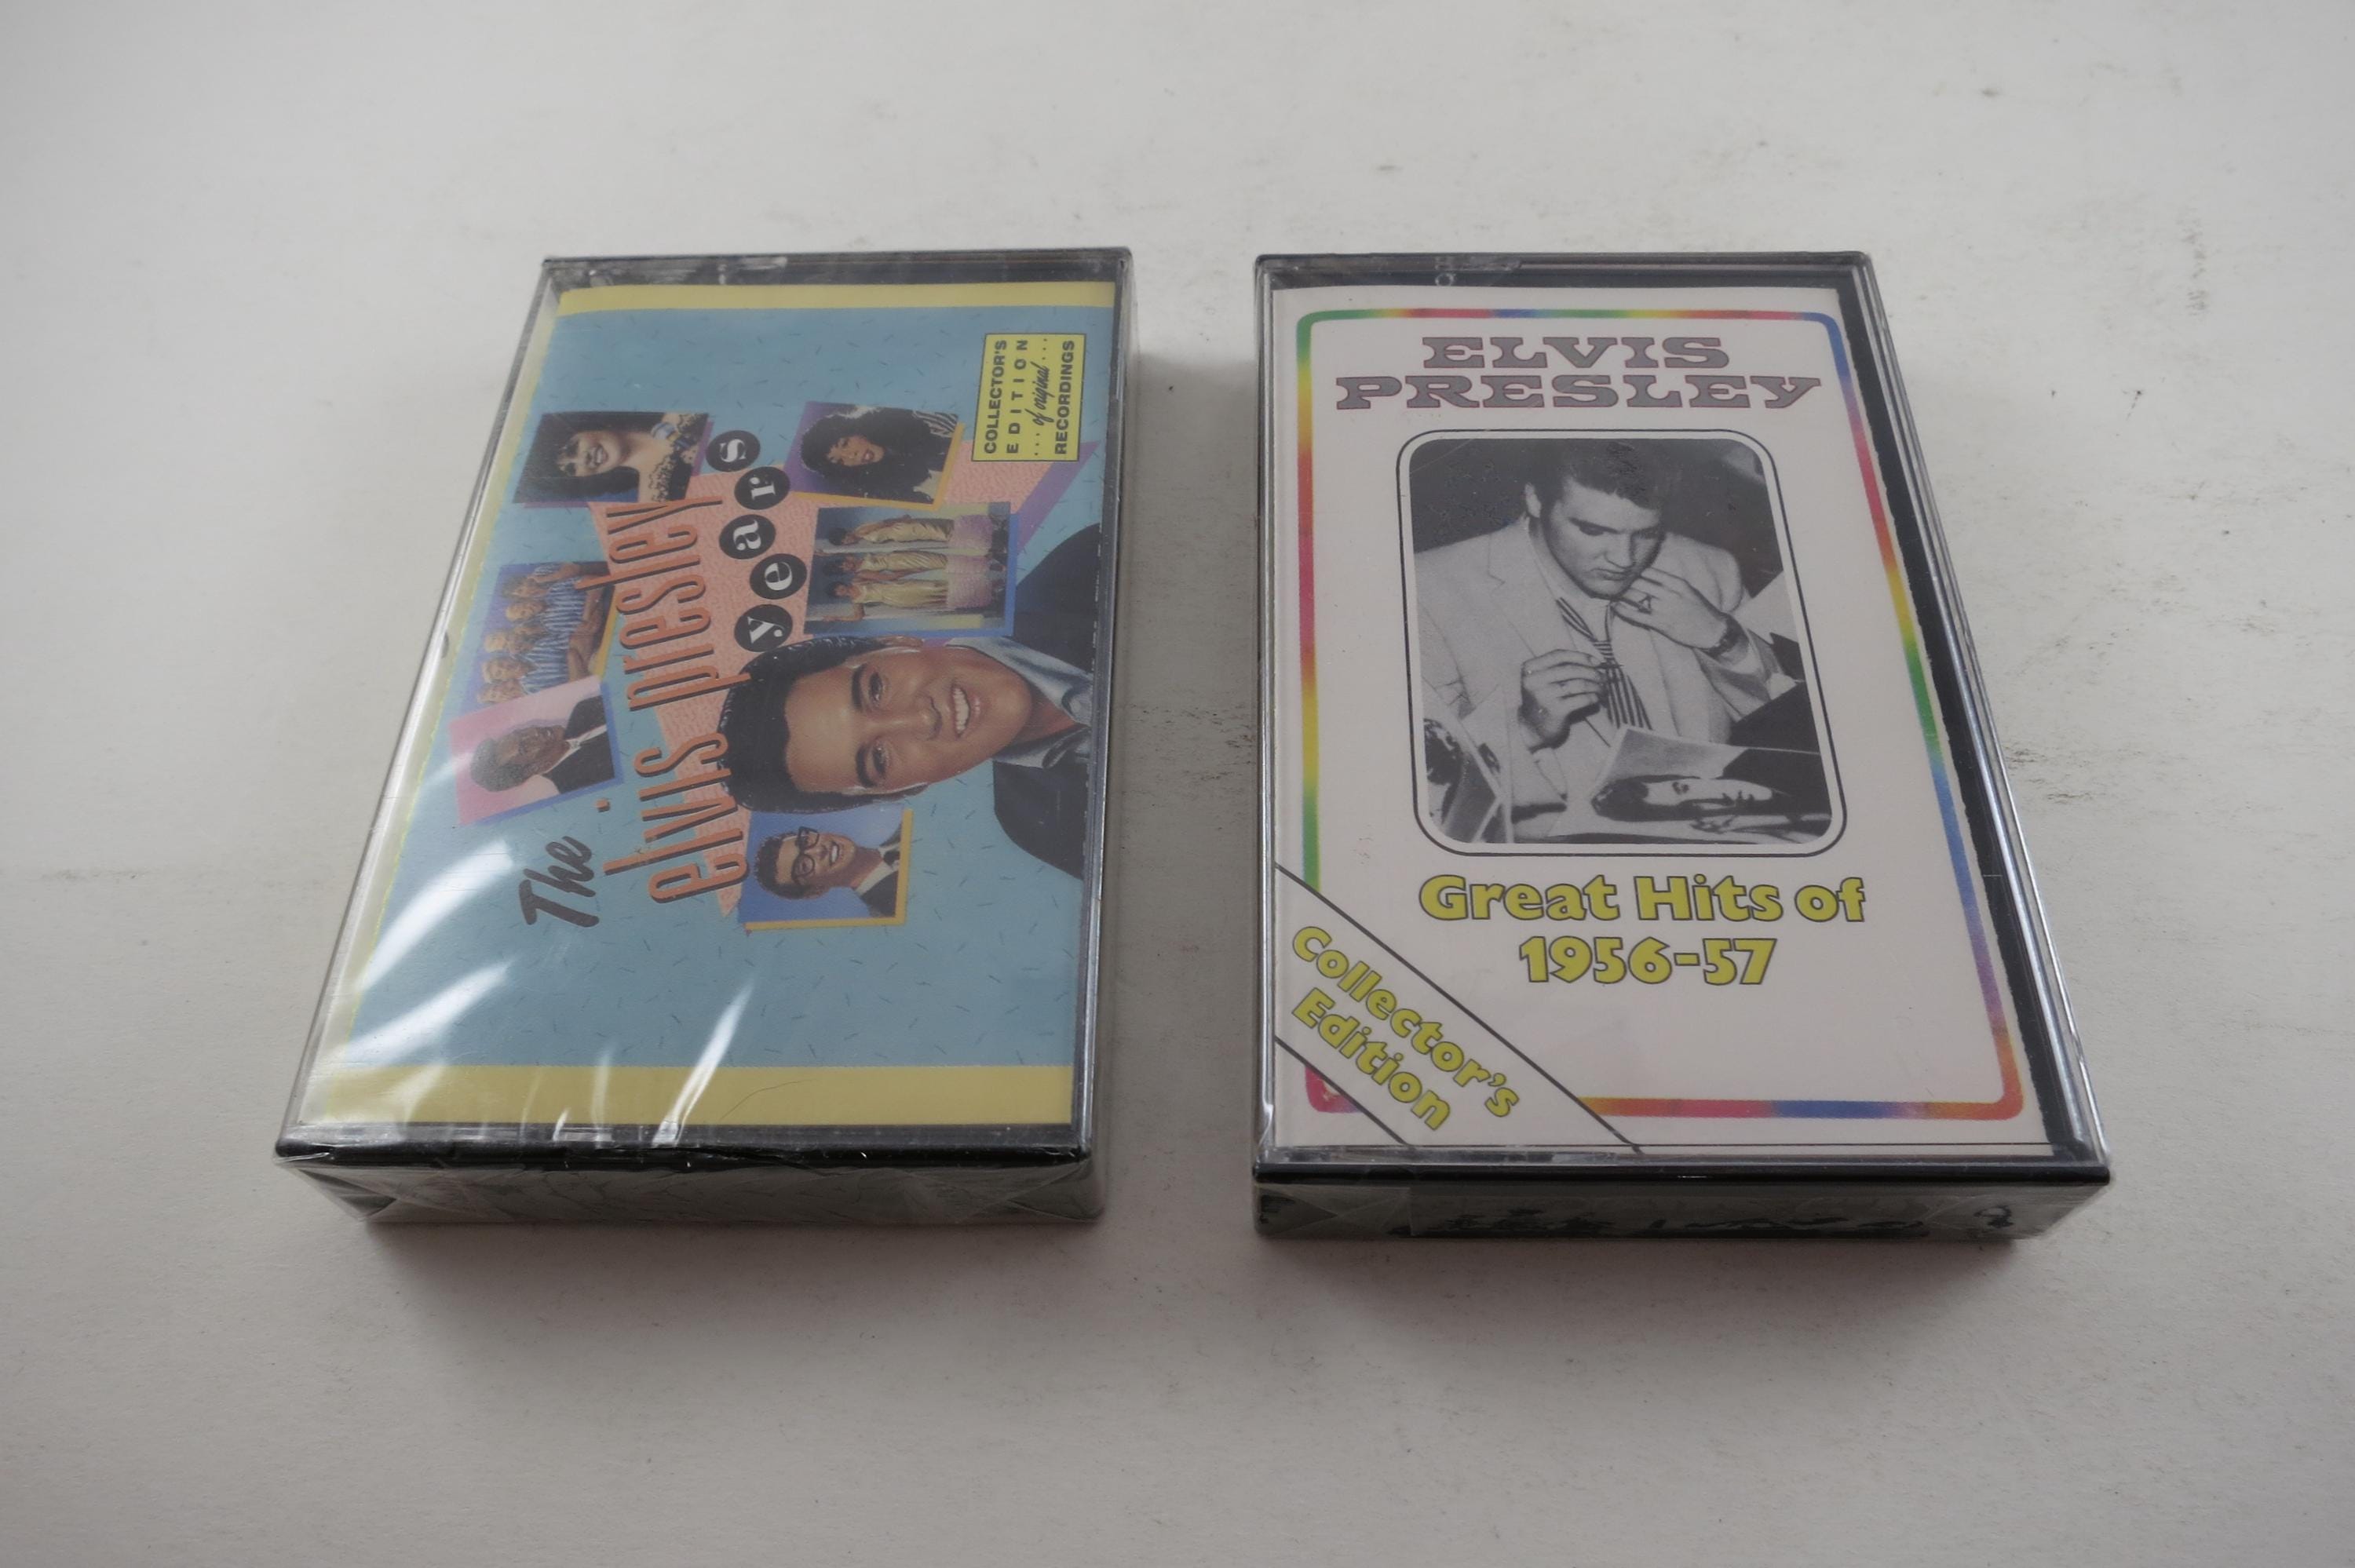 The
elvis presley
years
COLLECTOR'S
EDITION
...of original...
RECORDINGS
ELVIS
PRESLEY
Great Hits of
1956-57
Collector's
Edition